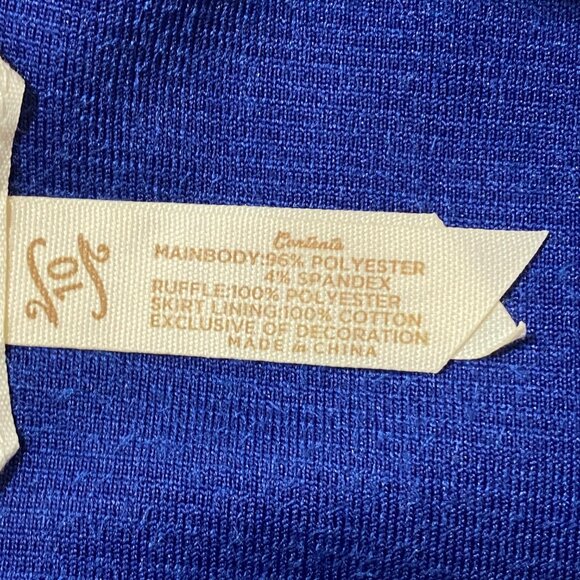 10
Contents
MAINBODY:96% POLYESTER
4% SPANDEX
RUFFLE:100% POLYESTER
SKIRT LINING:100% COTTON
EXCLUSIVE OF DECORATION
MADE in CHINA